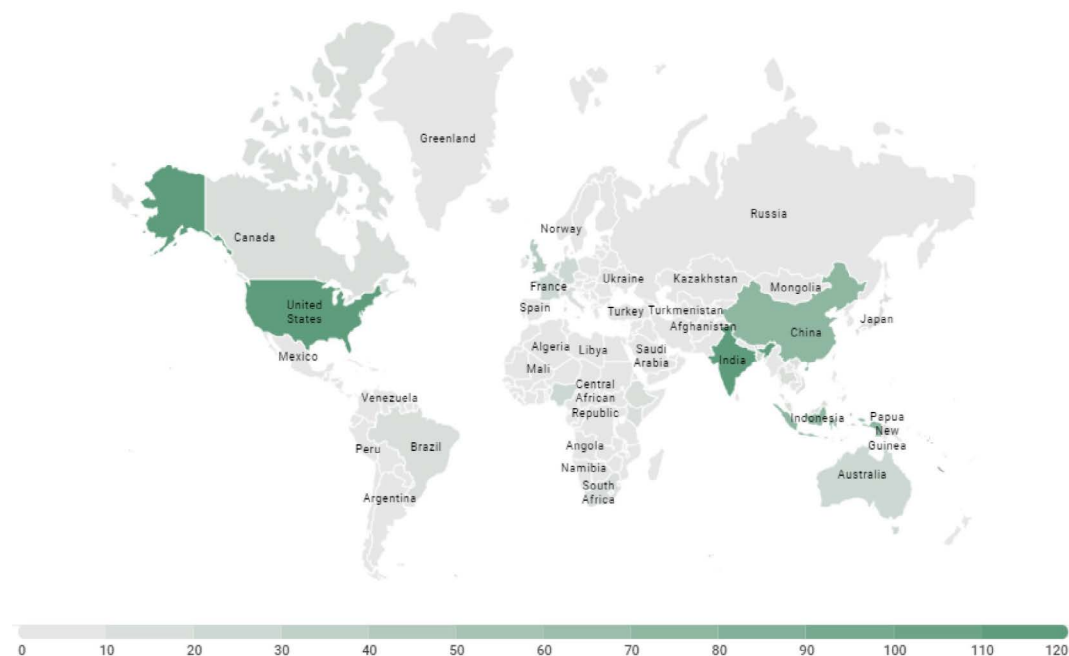 Greenland
Russia
Norway
Canada
Ukraine
Kazakhstan
France
Mongolia
United
States
Spain
Turkey
Turkmenistan
Japan
Afghanistan
China
Algeria
Libya
Saudi
Arabia
Mexico
India
Mali
Central
African
Republic
Venezuela
Indonesia
Papua
New
Guinea
Peru
Brazil
Angola
Namibia
Australia
South
Africa
Argentina
0 10 20 30 40 50 60 70 80 90 100 110 120